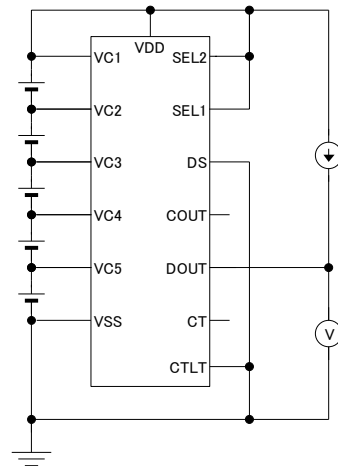 VDD
VC1 SEL2
VC2 SEL1
VC3 DS
VC4 COUT
VC5 DOUT
VSS CT
CTLT
V